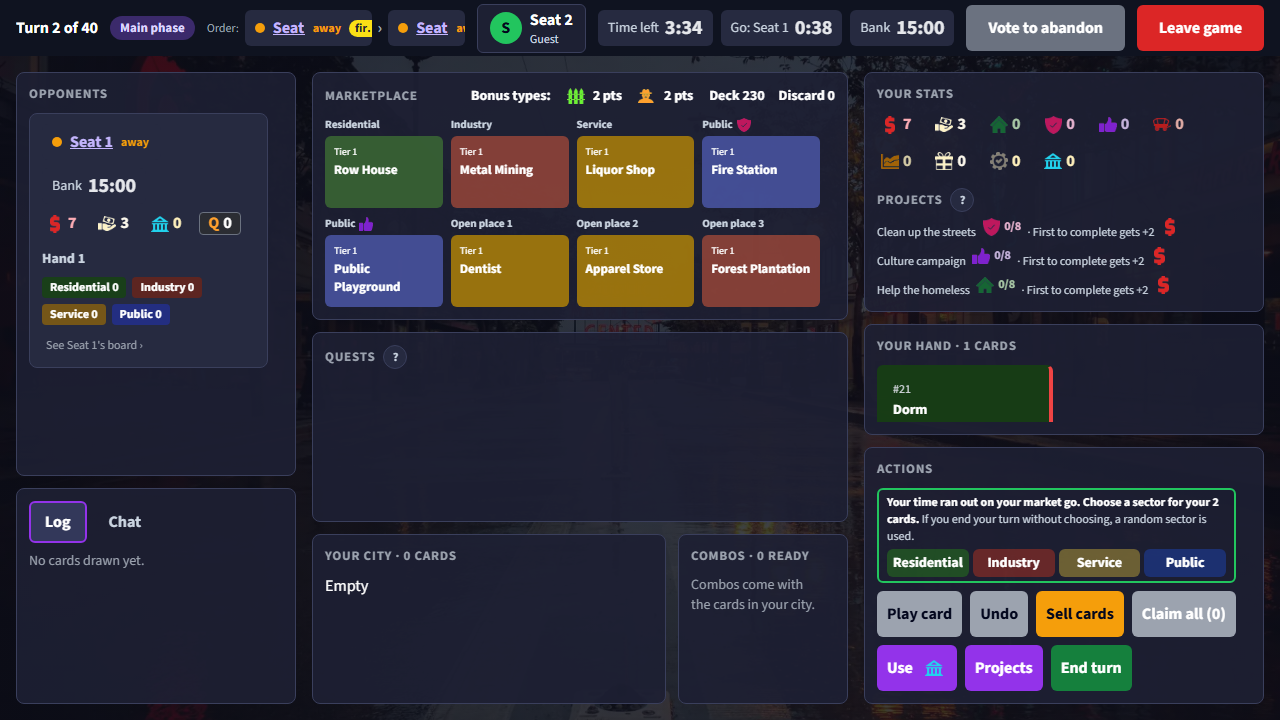 Turn 2 of 40
Main phase
Order:
Seat away fir.
›
Seat
S
Seat 2
Guest
Time left 3:34
Go: Seat 1 0:38
Bank 15:00
Vote to abandon
Leave game
OPPONENTS
Seat 1 away
Bank 15:00
7 3 0 Q 0
Hand 1
Residential 0 Industry 0
Service 0 Public 0
See Seat 1's board ›
Log Chat
No cards drawn yet.
MARKETPLACE Bonus types: 2 pts 2 pts Deck 230 Discard 0
Residential Industry Service Public
Tier 1 Tier 1 Tier 1 Tier 1
Row House Metal Mining Liquor Shop Fire Station
Public Open place 1 Open place 2 Open place 3
Tier 1 Tier 1 Tier 1 Tier 1
Public Dentist Apparel Store Forest Plantation
Playground
QUESTS ?
YOUR CITY · 0 CARDS
Empty
COMBOS · 0 READY
Combos come with
the cards in your city.
YOUR STATS
7 3 0 0 0 0
0 0 0 0
PROJECTS ?
Clean up the streets 0/8 · First to complete gets +2
Culture campaign 0/8 · First to complete gets +2
Help the homeless 0/8 · First to complete gets +2
YOUR HAND · 1 CARDS
#21
Dorm
ACTIONS
Your time ran out on your market go. Choose a sector for your 2
cards. If you end your turn without choosing, a random sector is
used.
Residential Industry Service Public
Play card Undo Sell cards Claim all (0)
Use Projects End turn